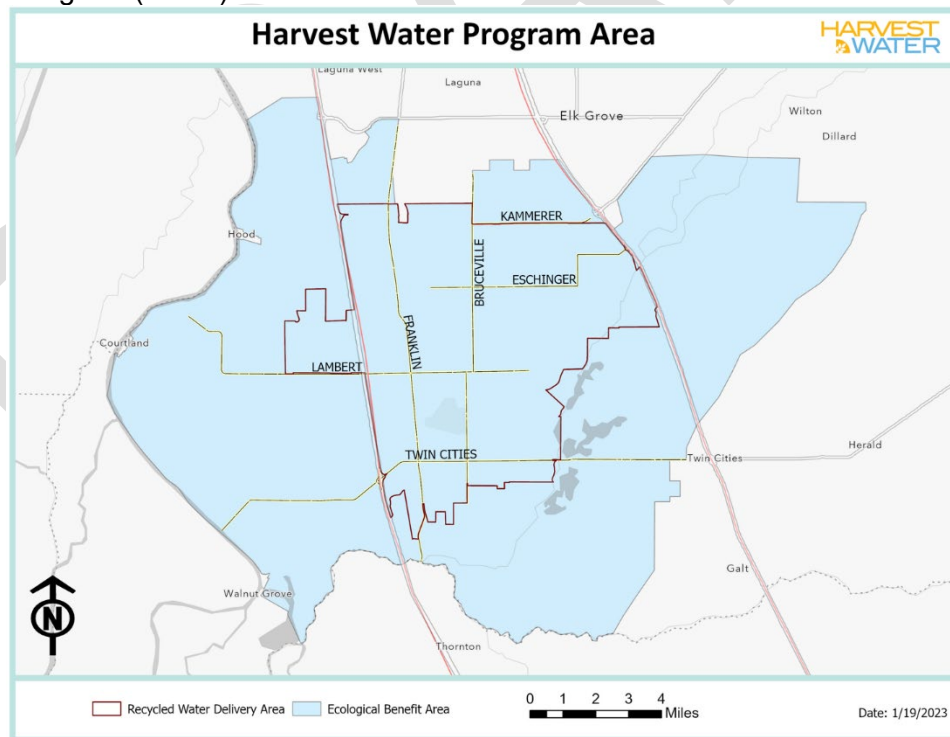 Harvest Water Program Area
HARVEST
WATER
Laguna West
Laguna
Elk Grove
Wilton
Dillard
KAMMERER
Hood
BRUCEVILLE
ESCHINGER
FRANKLIN
Courtland
LAMBERT
TWIN CITIES
Twin Cities
Herald
Galt
Walnut Grove
N
Thornton
Recycled Water Delivery Area
Ecological Benefit Area
0 1 2 3 4
Miles
Date: 1/19/2023